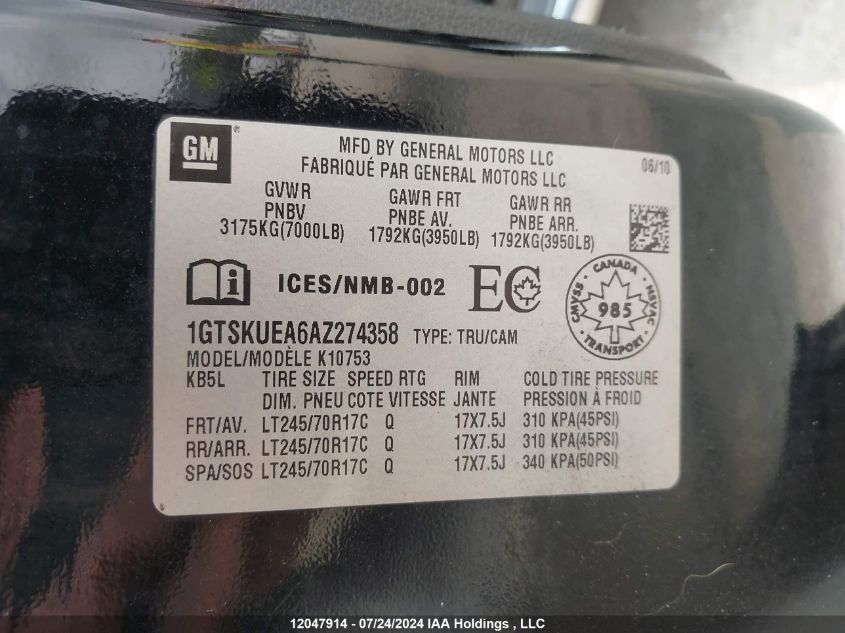 GM®
MFD BY GENERAL MOTORS LLC
FABRIQUÉ PAR GENERAL MOTORS LLC
06/10
GVWR GAWR FRT GAWR RR
PNBV PNBE AV. PNBE ARR.
3175KG(7000LB) 1792KG(3950LB) 1792KG(3950LB)
i ICES/NMB-002 EC
CANADA
CMVSS 985 NSVAC
TRANSPORT
1GTSKUEA6AZ274358 TYPE: TRU/CAM
MODEL/MODÈLE K10753
KB5L TIRE SIZE SPEED RTG RIM COLD TIRE PRESSURE
DIM. PNEU COTE VITESSE JANTE PRESSION À FROID
FRT/AV. LT245/70R17C Q 17X7.5J 310 KPA(45PSI)
RR/ARR. LT245/70R17C Q 17X7.5J 310 KPA(45PSI)
SPA/SOS LT245/70R17C Q 17X7.5J 340 KPA(50PSI)
12047914 - 07/24/2024 IAA Holdings , LLC